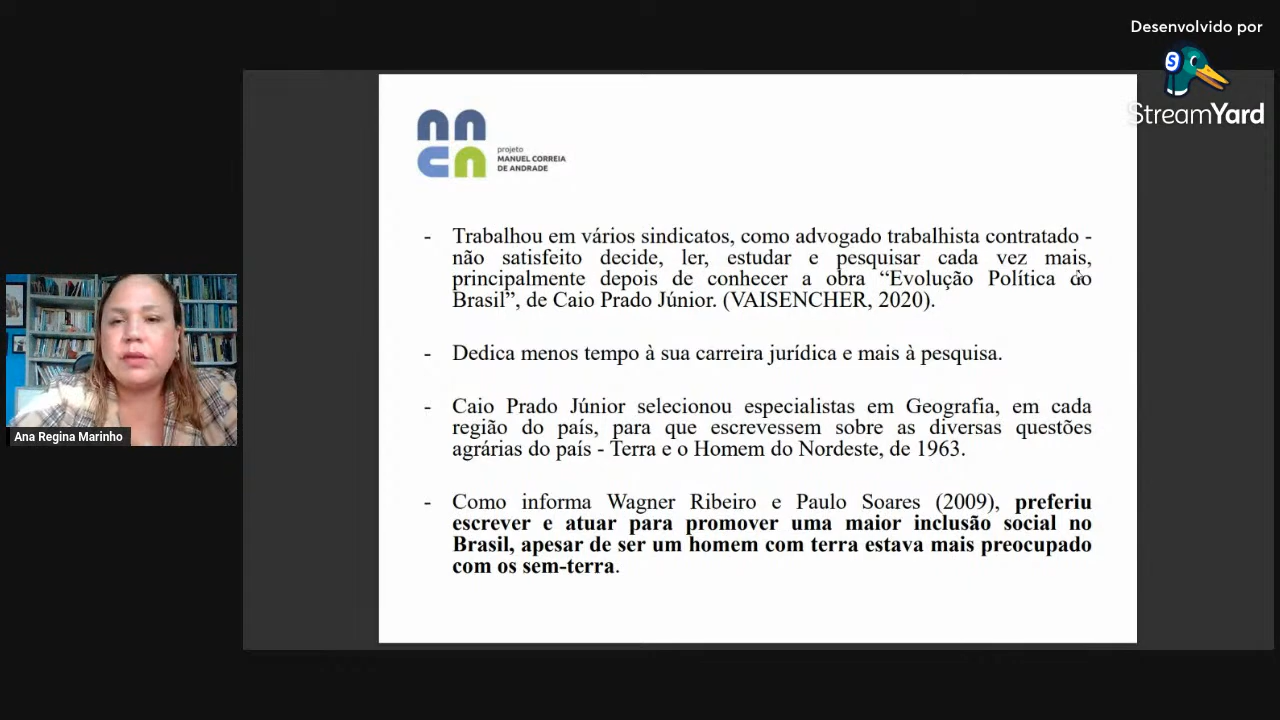 Desenvolvido por
StreamYard
projeto
MANUEL CORREIA
DE ANDRADE
- Trabalhou em vários sindicatos, como advogado trabalhista contratado -
não satisfeito decide, ler, estudar e pesquisar cada vez mais,
principalmente depois de conhecer a obra “Evolução Política do
Brasil”, de Caio Prado Júnior. (VAISENCHER, 2020).
- Dedica menos tempo à sua carreira jurídica e mais à pesquisa.
- Caio Prado Júnior selecionou especialistas em Geografia, em cada
região do país, para que escrevessem sobre as diversas questões
agrárias do país - Terra e o Homem do Nordeste, de 1963.
- Como informa Wagner Ribeiro e Paulo Soares (2009), preferiu
escrever e atuar para promover uma maior inclusão social no
Brasil, apesar de ser um homem com terra estava mais preocupado
com os sem-terra.
Ana Regina Marinho